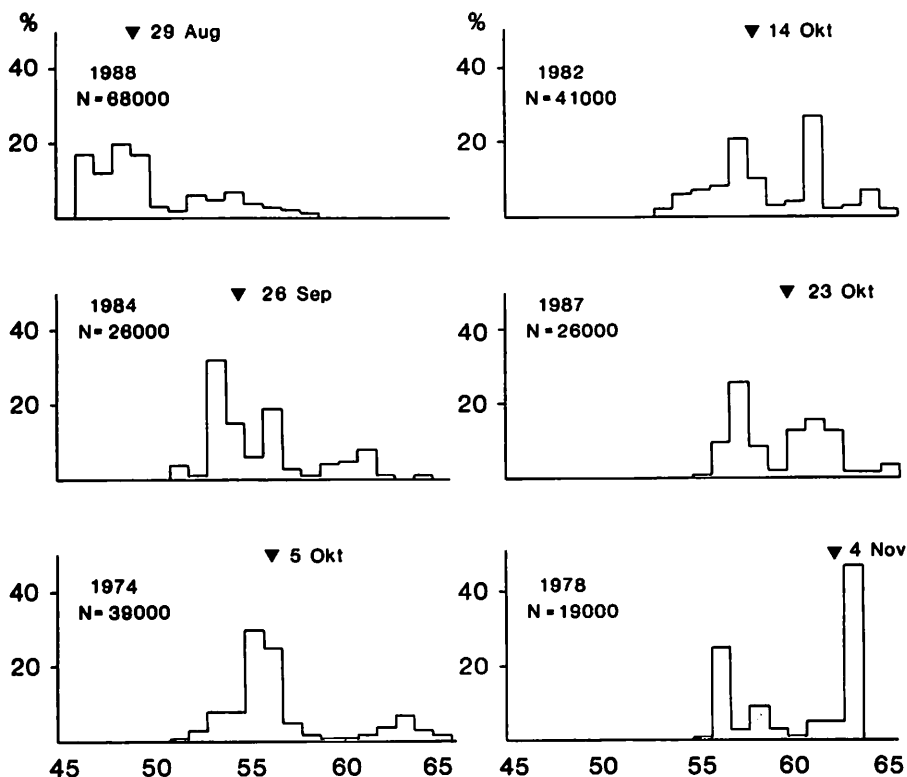 % ▼ 29 Aug
40
1988
N=68000
20
% ▼ 14 Okt
40
1982
N=41000
20
▼ 26 Sep
40
1984
N=26000
20
▼ 23 Okt
40
1987
N=26000
20
▼ 5 Okt
40
1974
N=39000
20
▼ 4 Nov
40
1978
N=19000
20
45 50 55 60 65
45 50 55 60 65